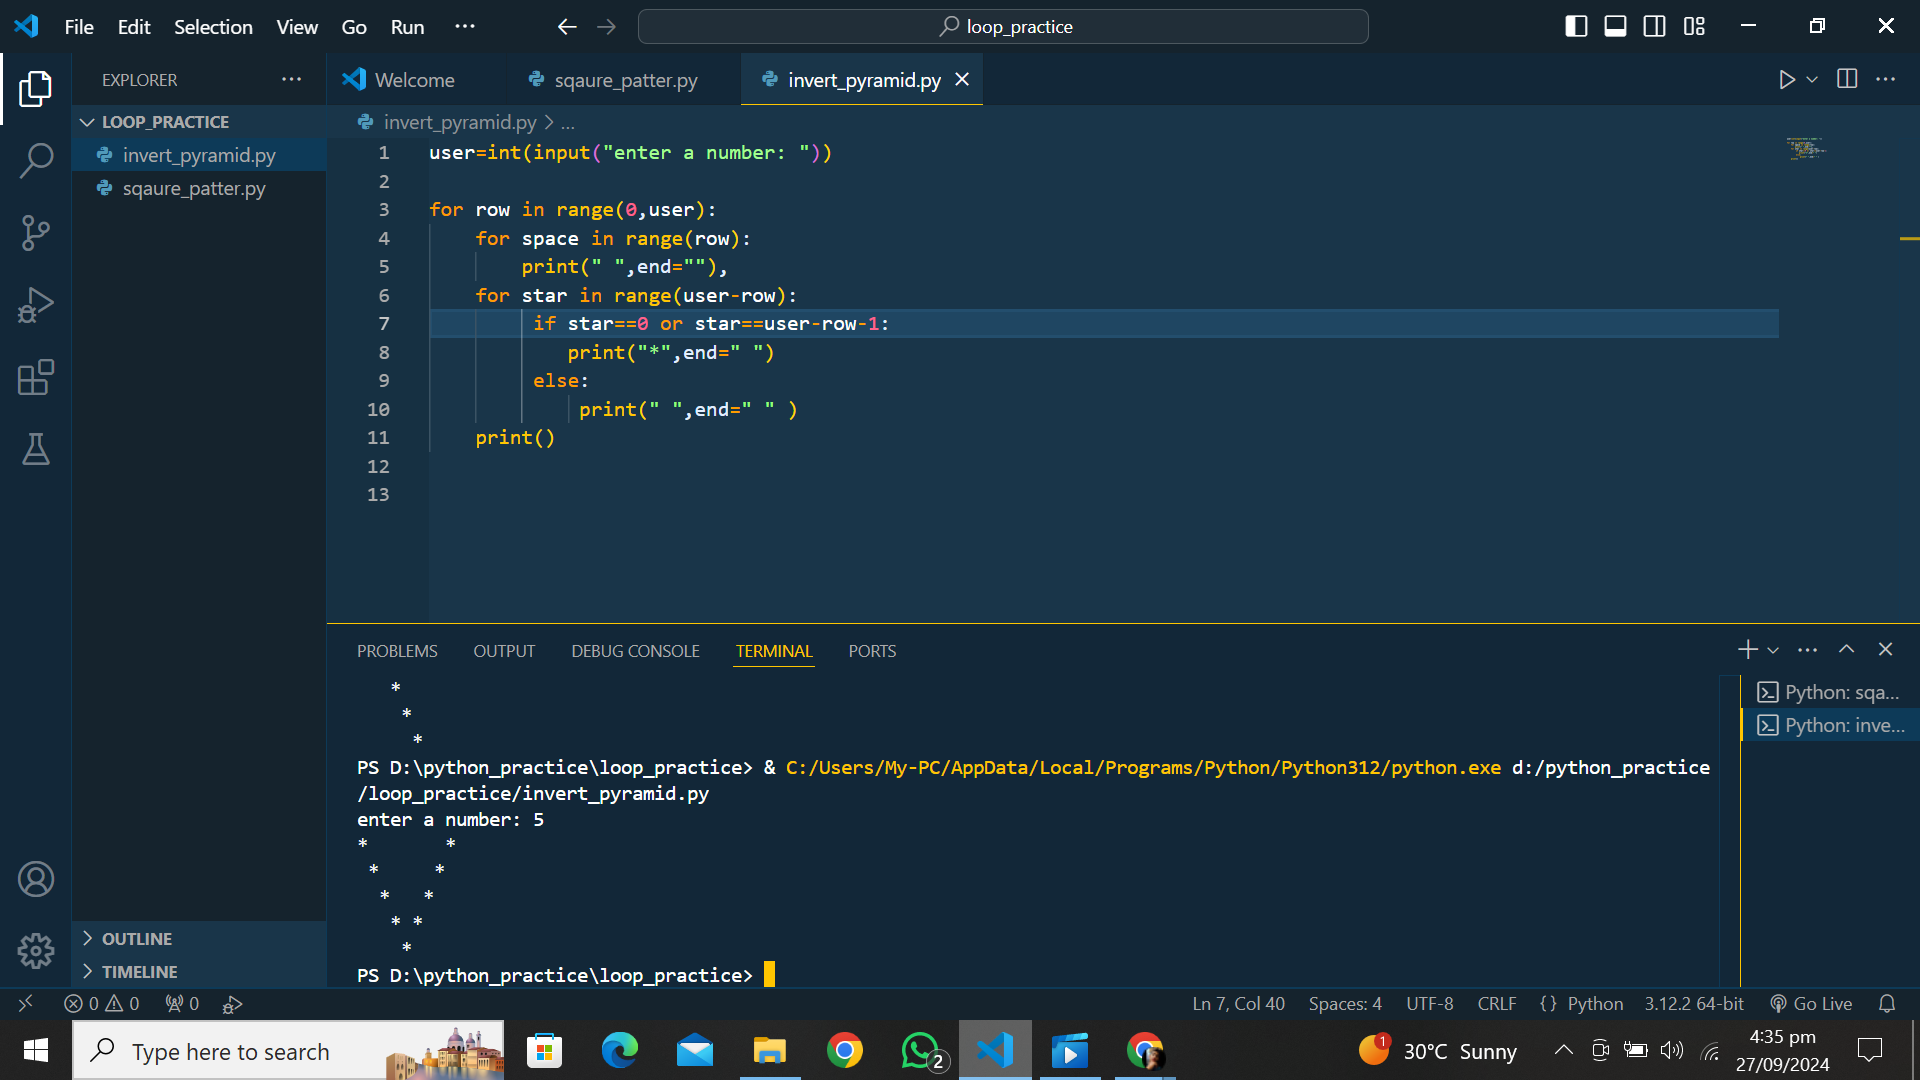 File Edit Selection View Go Run ··· loop_practice
EXPLORER ···
LOOP_PRACTICE
invert_pyramid.py
sqaure_patter.py
OUTLINE
TIMELINE
Welcome sqaure_patter.py invert_pyramid.py
invert_pyramid.py > ...
1 user=int(input("enter a number: "))
2
3 for row in range(0,user):
4     for space in range(row):
5         print(" ",end=""),
6     for star in range(user-row):
7          if star==0 or star==user-row-1:
8             print("*",end=" ")
9          else:
10              print(" ",end=" " )
11     print()
12
13
PROBLEMS OUTPUT DEBUG CONSOLE TERMINAL PORTS
   *
    *
     *
PS D:\python_practice\loop_practice> & C:/Users/My-PC/AppData/Local/Programs/Python/Python312/python.exe d:/python_practice
/loop_practice/invert_pyramid.py
enter a number: 5
*       *
 *     *
  *   *
   * *
    *
PS D:\python_practice\loop_practice>
Python: sqa...
Python: inve...
0 0 0 Ln 7, Col 40 Spaces: 4 UTF-8 CRLF {} Python 3.12.2 64-bit Go Live
Type here to search 2 1 30°C Sunny 4:35 pm
27/09/2024